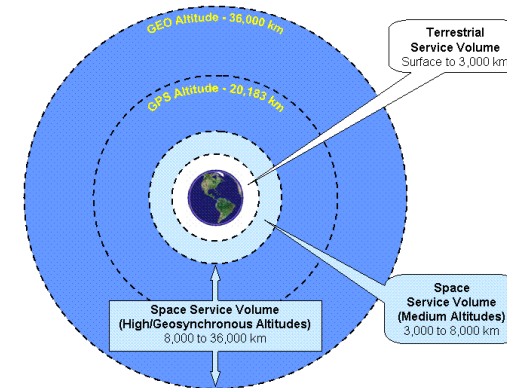 GEO Altitude - 36,000 km
GPS Altitude - 20,183 km
Terrestrial
Service Volume
Surface to 3,000 km
Space
Service Volume
(Medium Altitudes)
3,000 to 8,000 km
Space Service Volume
(High/Geosynchronous Altitudes)
8,000 to 36,000 km